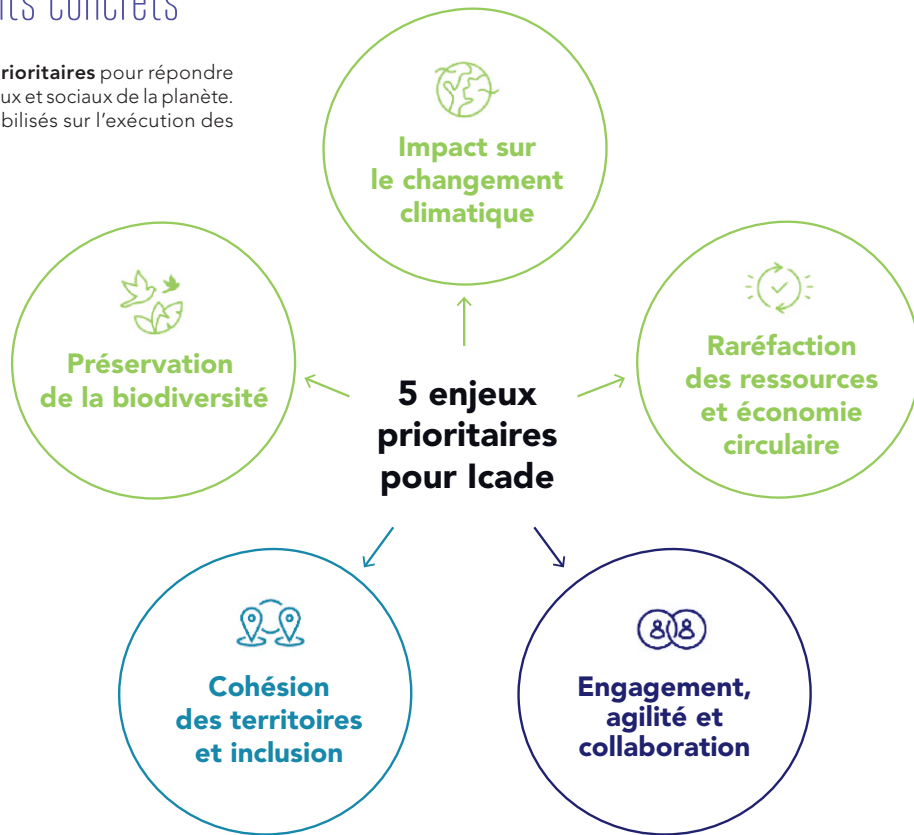 concrets
rioritaires pour répondre
ux et sociaux de la planète.
bilisés sur l'exécution des
Impact sur
le changement
climatique
Préservation
de la biodiversité
Raréfaction
des ressources
et économie
circulaire
5 enjeux
prioritaires
pour Icade
Cohésion
des territoires
et inclusion
Engagement,
agilité et
collaboration